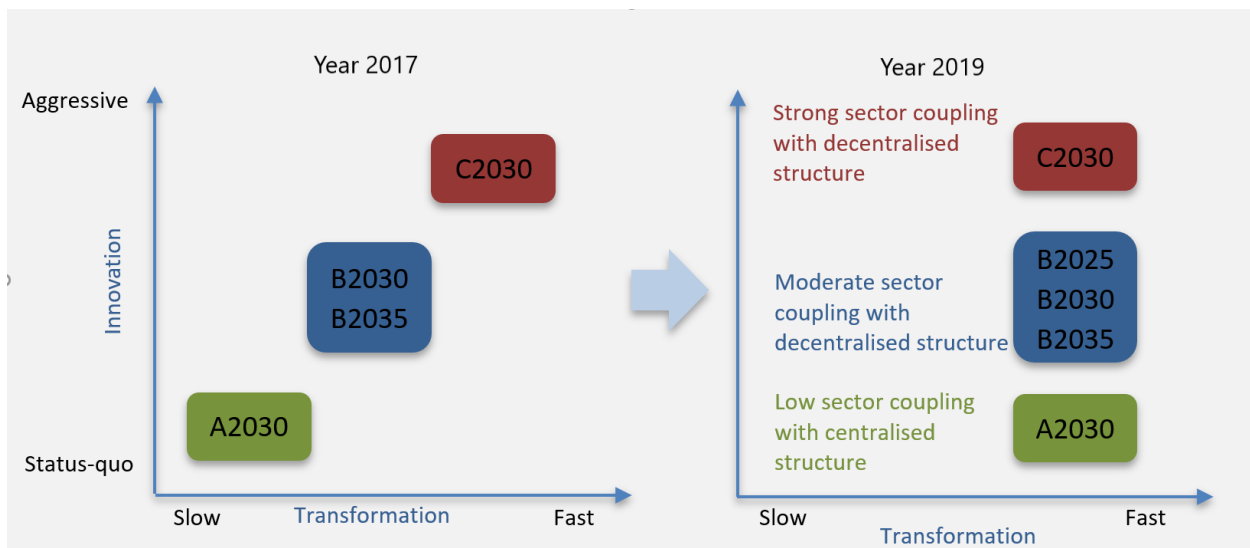 Year 2017
Aggressive
Innovation
Status-quo
C2030
B2030
B2035
A2030
Slow
Transformation
Fast
Year 2019
Strong sector coupling
with decentralised
structure
C2030
Moderate sector
coupling with
decentralised structure
B2025
B2030
B2035
Low sector coupling
with centralised
structure
A2030
Slow
Fast
Transformation